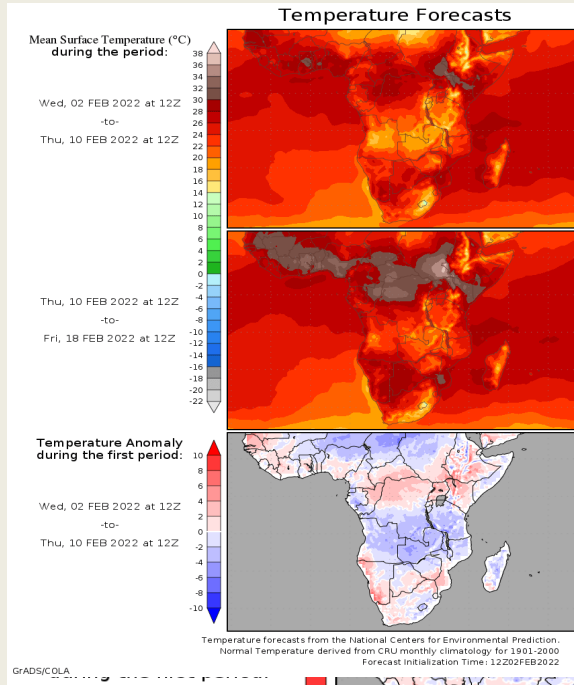 Temperature Forecasts
Mean Surface Temperature (°C)
during the period:
Wed, 02 FEB 2022 at 12Z
-to-
Thu, 10 FEB 2022 at 12Z
38
36
34
32
30
28
26
24
22
20
18
16
14
12
10
8
6
4
2
0
-2
-4
-6
-8
-10
-12
-14
-16
-18
-20
-22
Thu, 10 FEB 2022 at 12Z
-to-
Fri, 18 FEB 2022 at 12Z
Temperature Anomaly
during the first period:
Wed, 02 FEB 2022 at 12Z
-to-
Thu, 10 FEB 2022 at 12Z
10
8
6
4
2
0
-2
-4
-6
-8
-10
Temperature forecasts from the National Centers for Environmental Prediction.
Normal Temperature derived from CRU monthly climatology for 1901-2000
Forecast Initialization Time: 12Z02FEB2022
GrADS/COLA
during the first period: